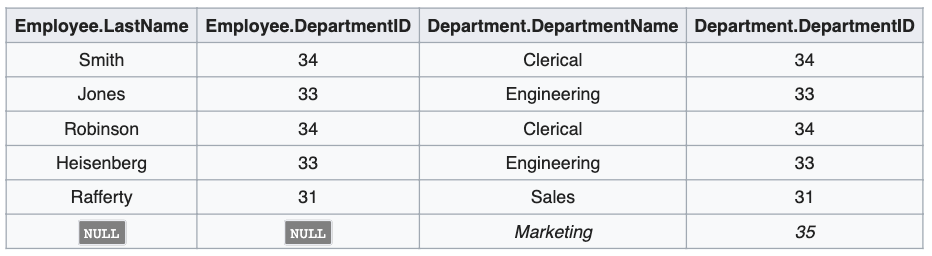 Employee.LastName Employee.DepartmentID Department.DepartmentName Department.DepartmentID
Smith 34 Clerical 34
Jones 33 Engineering 33
Robinson 34 Clerical 34
Heisenberg 33 Engineering 33
Rafferty 31 Sales 31
NULL NULL Marketing 35